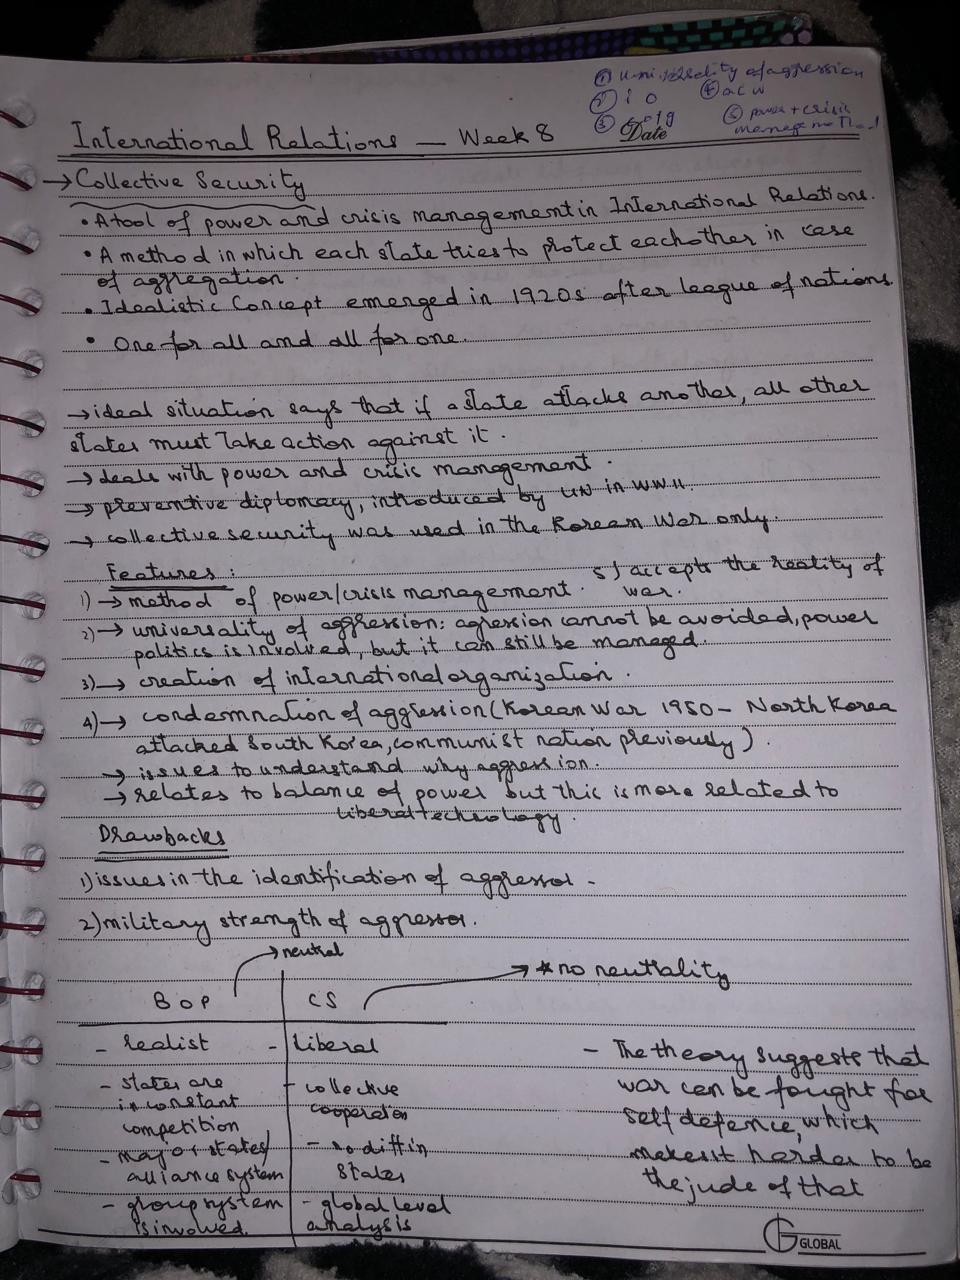 ① universality of aggression
② i o ④ a c w
③ ⑤ power + crisis
management
Date
International Relations — Week 8
→ Collective Security
• A tool of power and crisis management in International Relations.
• A method in which each state tries to protect eachother in case
of aggregation.
• Idealistic Concept emerged in 1920s after league of nations.
• One for all and all for one.
→ ideal situation says that if a state attacks another, all other
states must take action against it.
→ deals with power and crisis management.
→ preventive diplomacy, introduced by UN in WWII.
→ collective security was used in the Korean War only.
Features :
5) accepts the reality of
war.
1) → method of power/crisis management.
2) → universality of aggression: agression cannot be avoided, power
politics is involved, but it can still be managed.
3) → creation of international organization.
4) → condemnation of aggression (Korean War 1950 - North Korea
attacked South Korea, communist nation previously).
→ issues to understand why aggression.
→ relates to balance of power but this is more related to
liberal technology.
Drawbacks
1) issues in the identification of aggressor.
2) military strength of aggressor.
→ neutral
→ * no neutrality
BOP CS
- realist - liberal
- states are
in constant
competition
- collective
cooperation
- major states/
alliance system
- no diff in
states
- group system
is involved.
- global level
analysis
- The theory suggests that
war can be fought for
self defence, which
makes it harder to be
the jude of that
GLOBAL